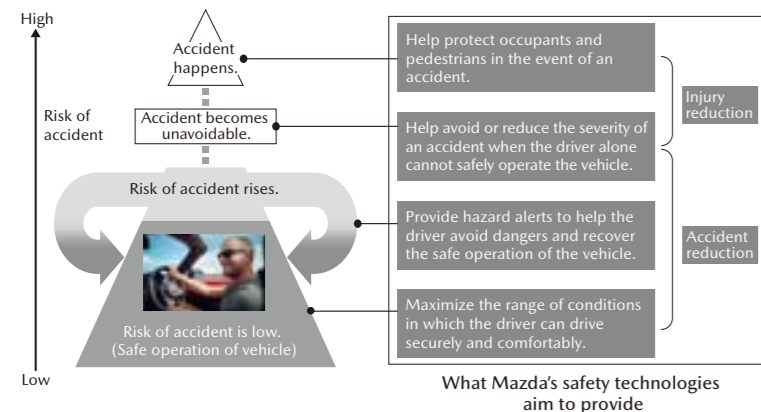 High
Accident
happens.
Risk of
accident
Accident becomes
unavoidable.
Risk of accident rises.
Risk of accident is low.
(Safe operation of vehicle)
Low
Help protect occupants and
pedestrians in the event of an
accident.
Help avoid or reduce the severity of
an accident when the driver alone
cannot safely operate the vehicle.
Provide hazard alerts to help the
driver avoid dangers and recover
the safe operation of the vehicle.
Maximize the range of conditions
in which the driver can drive
securely and comfortably.
Injury
reduction
Accident
reduction
What Mazda's safety technologies
aim to provide